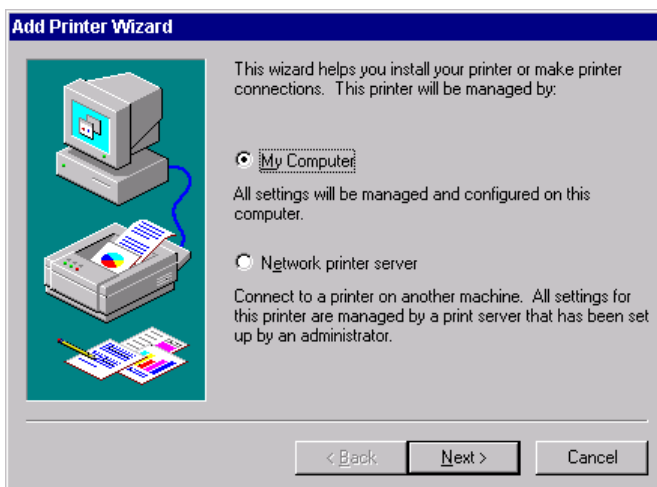 Add Printer Wizard
This wizard helps you install your printer or make printer
connections. This printer will be managed by:
My Computer
All settings will be managed and configured on this
computer.
Network printer server
Connect to a printer on another machine. All settings for
this printer are managed by a print server that has been set
up by an administrator.
< Back
Next >
Cancel